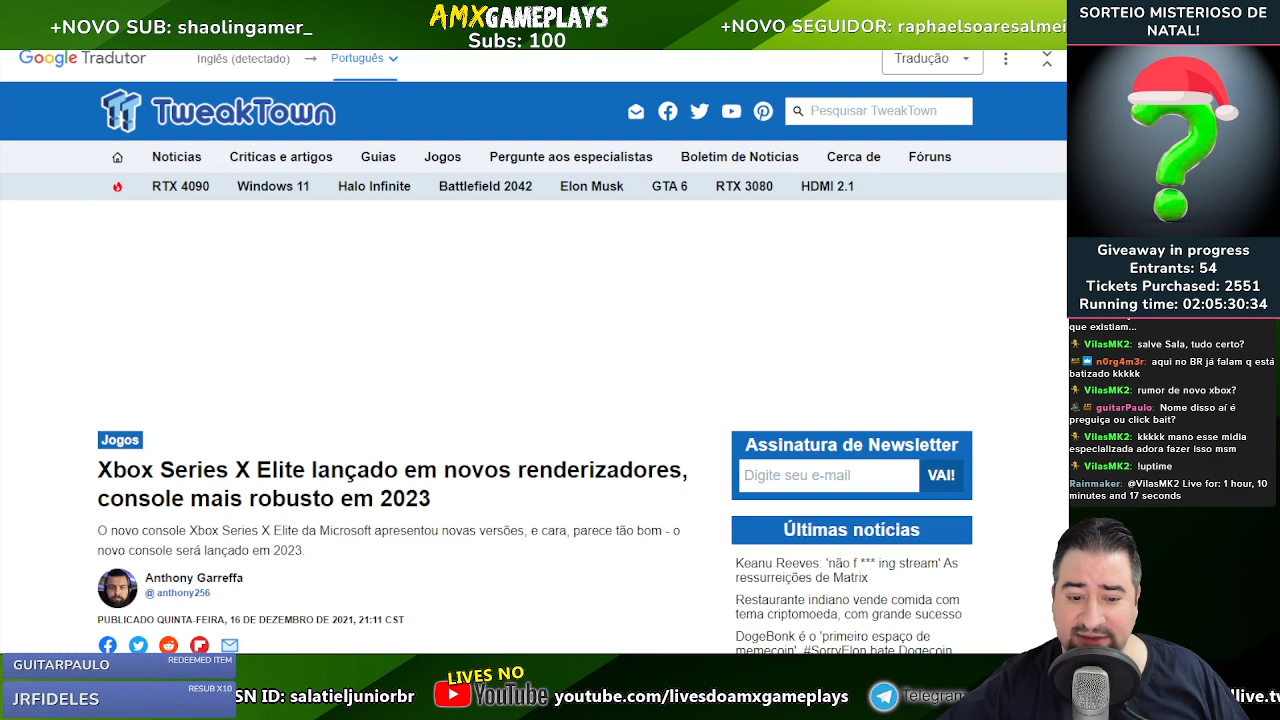 +NOVO SUB: shaolingamer_
AMXGAMEPLAYS
Subs: 100
+NOVO SEGUIDOR: raphaelsoaresalmei
SORTEIO MISTERIOSO DE
NATAL!
Google Tradutor
Inglês (detectado) → Português
Tradução
TweakTown
Pesquisar TweakTown
Noticias
Críticas e artigos
Guias
Jogos
Pergunte aos especialistas
Boletim de Noticias
Cerca de
Fóruns
RTX 4090
Windows 11
Halo Infinite
Battlefield 2042
Elon Musk
GTA 6
RTX 3080
HDMI 2.1
Giveaway in progress
Entrants: 54
Tickets Purchased: 2551
Running time: 02:05:30:34
que existiam...
VilasMK2: salve Sala, tudo certo?
n0rg4m3r: aqui no BR já falam q está
batizado kkkkk
VilasMK2: rumor de novo xbox?
guitarPaulo: Nome disso aí é
preguiça ou click bait?
VilasMK2: kkkkk mano esse midia
especializada adora fazer isso msm
VilasMK2: !uptime
Rainmaker: @VilasMK2 Live for: 1 hour, 10
minutes and 17 seconds
Jogos
Xbox Series X Elite lançado em novos renderizadores,
console mais robusto em 2023
O novo console Xbox Series X Elite da Microsoft apresentou novas versões, e cara, parece tão bom - o
novo console será lançado em 2023.
Anthony Garreffa
@ anthony256
PUBLICADO QUINTA-FEIRA, 16 DE DEZEMBRO DE 2021, 21:11 CST
Assinatura de Newsletter
Digite seu e-mail
VAI!
Últimas notícias
Keanu Reeves: 'não f *** ing stream' As
ressurreições de Matrix
Restaurante indiano vende comida com
tema criptomoeda, com grande sucesso
DogeBonk é o 'primeiro espaço de
memecoin', #SorryElon bate Dogecoin
GUITARPAULO
REDEEMED ITEM
JRFIDELES
RESUB X10
SN ID: salatieljuniorbr
LIVES NO
YouTube
youtube.com/livesdoamxgameplays
Telegram
llive.tv